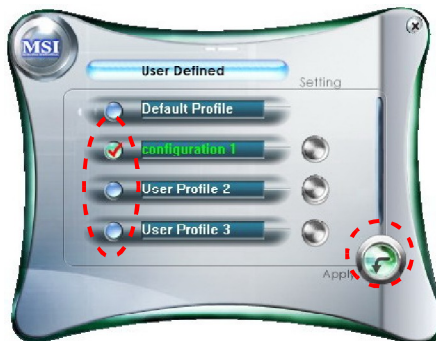 MSI
User Defined
Setting
Default Profile
configuration 1
User Profile 2
User Profile 3
Apply